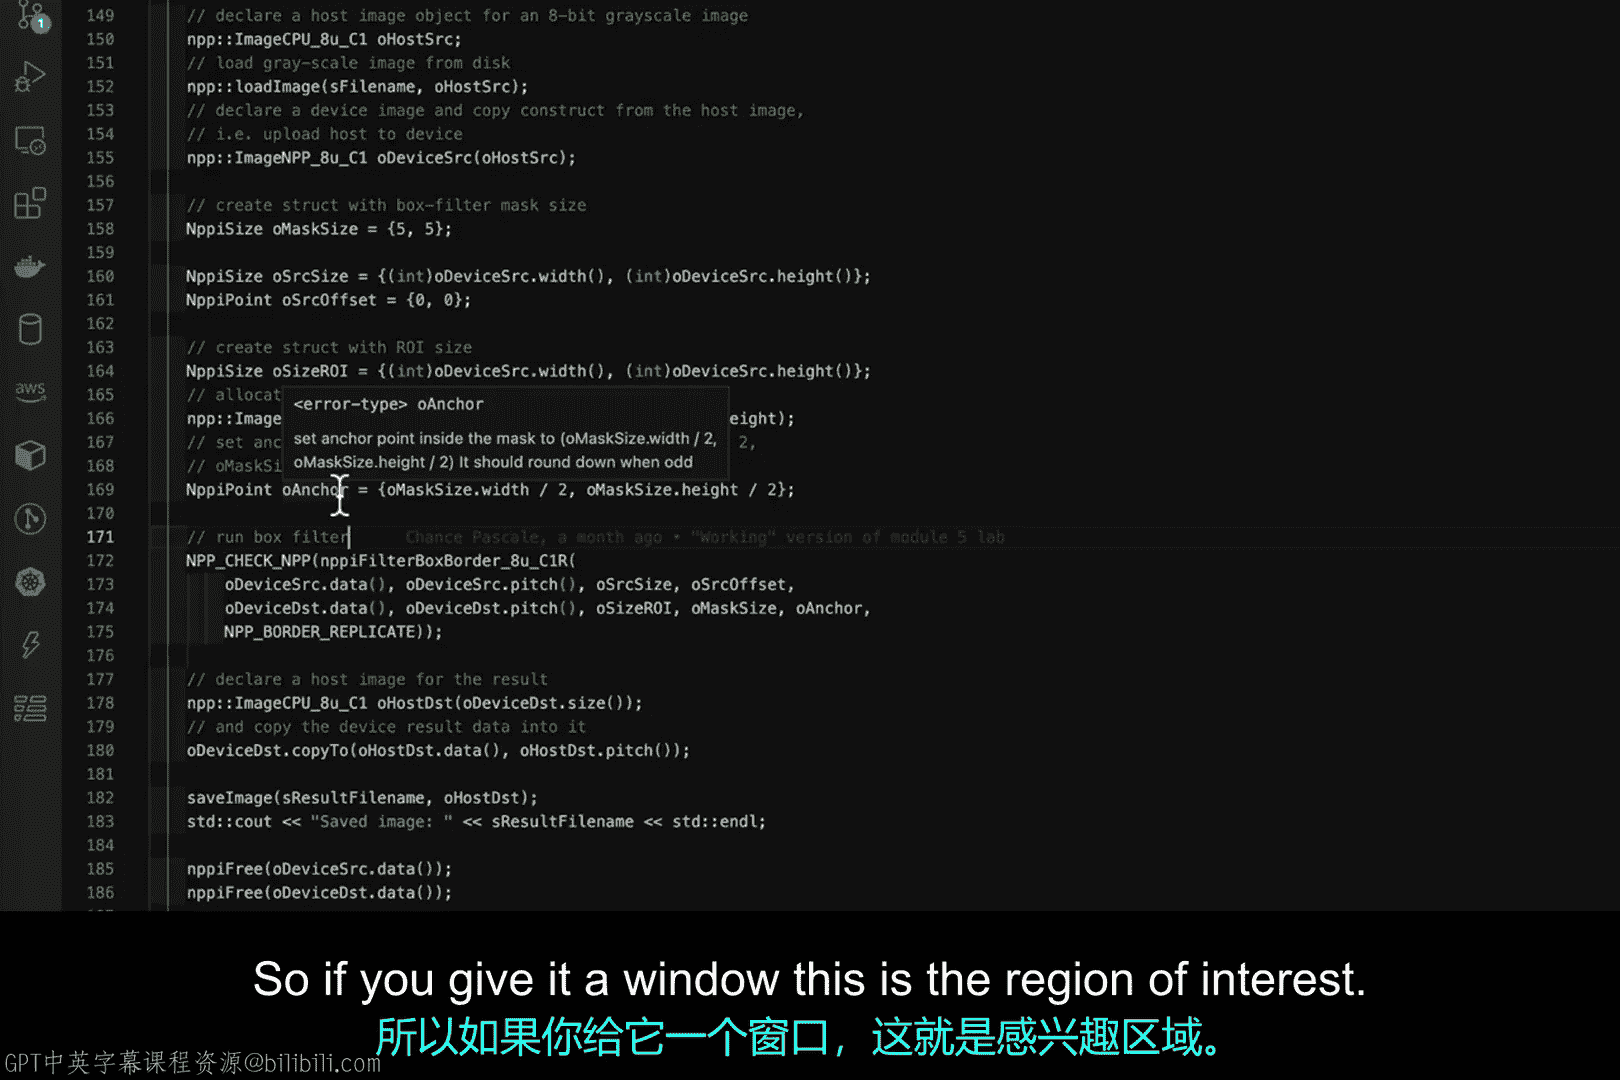 1
aws
149 // declare a host image object for an 8-bit grayscale image
150 npp::ImageCPU_8u_C1 oHostSrc;
151 // load gray-scale image from disk
152 npp::loadImage(sFilename, oHostSrc);
153 // declare a device image and copy construct from the host image,
154 // i.e. upload host to device
155 npp::ImageNPP_8u_C1 oDeviceSrc(oHostSrc);
156
157 // create struct with box-filter mask size
158 NppiSize oMaskSize = {5, 5};
159
160 NppiSize oSrcSize = {(int)oDeviceSrc.width(), (int)oDeviceSrc.height()};
161 NppiPoint oSrcOffset = {0, 0};
162
163 // create struct with ROI size
164 NppiSize oSizeROI = {(int)oDeviceSrc.width(), (int)oDeviceSrc.height()};
165 // allocat
<error-type> oAnchor
166 npp::Image eight);
set anchor point inside the mask to (oMaskSize.width / 2,
167 // set anc 2,
oMaskSize.height / 2) It should round down when odd
168 // oMaskSi
169 NppiPoint oAnchor = {oMaskSize.width / 2, oMaskSize.height / 2};
170
171 // run box filter Chance Pascale, a month ago • "Working" version of module 5 lab
172 NPP_CHECK_NPP(nppiFilterBoxBorder_8u_C1R(
173 oDeviceSrc.data(), oDeviceSrc.pitch(), oSrcSize, oSrcOffset,
174 oDeviceDst.data(), oDeviceDst.pitch(), oSizeROI, oMaskSize, oAnchor,
175 NPP_BORDER_REPLICATE));
176
177 // declare a host image for the result
178 npp::ImageCPU_8u_C1 oHostDst(oDeviceDst.size());
179 // and copy the device result data into it
180 oDeviceDst.copyTo(oHostDst.data(), oHostDst.pitch());
181
182 saveImage(sResultFilename, oHostDst);
183 std::cout << "Saved image: " << sResultFilename << std::endl;
184
185 nppiFree(oDeviceSrc.data());
186 nppiFree(oDeviceDst.data());
So if you give it a window this is the region of interest.
所以如果你给它一个窗口，这就是感兴趣区域。
GPT中英字幕课程资源@bilibili.com